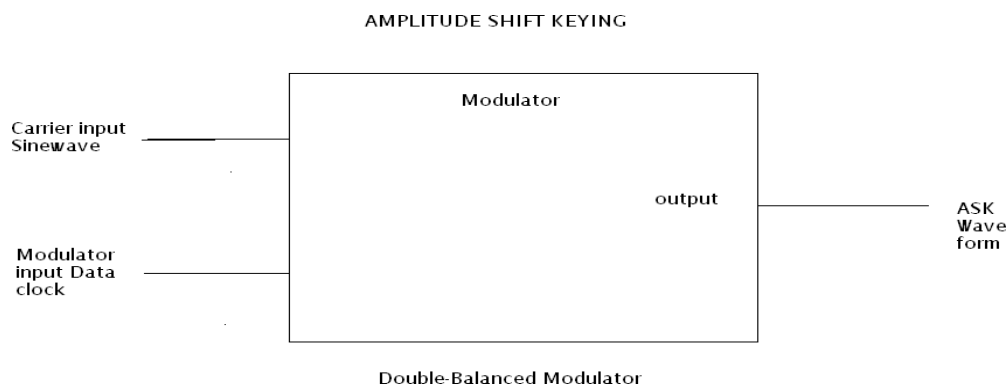 AMPLITUDE SHIFT KEYING
Modulator
Carrier input
Sinewave
output
ASK
Wave
form
Modulator
input Data
clock
Double-Balanced Modulator